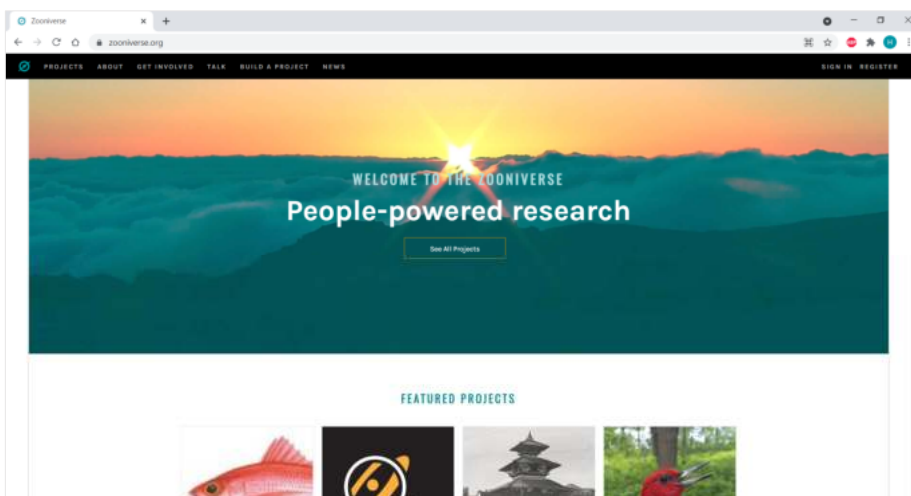 Zooniverse
zooniverse.org
PROJECTS ABOUT GET INVOLVED TALK BUILD A PROJECT NEWS SIGN IN REGISTER
WELCOME TO THE ZOONIVERSE
People-powered research
See All Projects
FEATURED PROJECTS